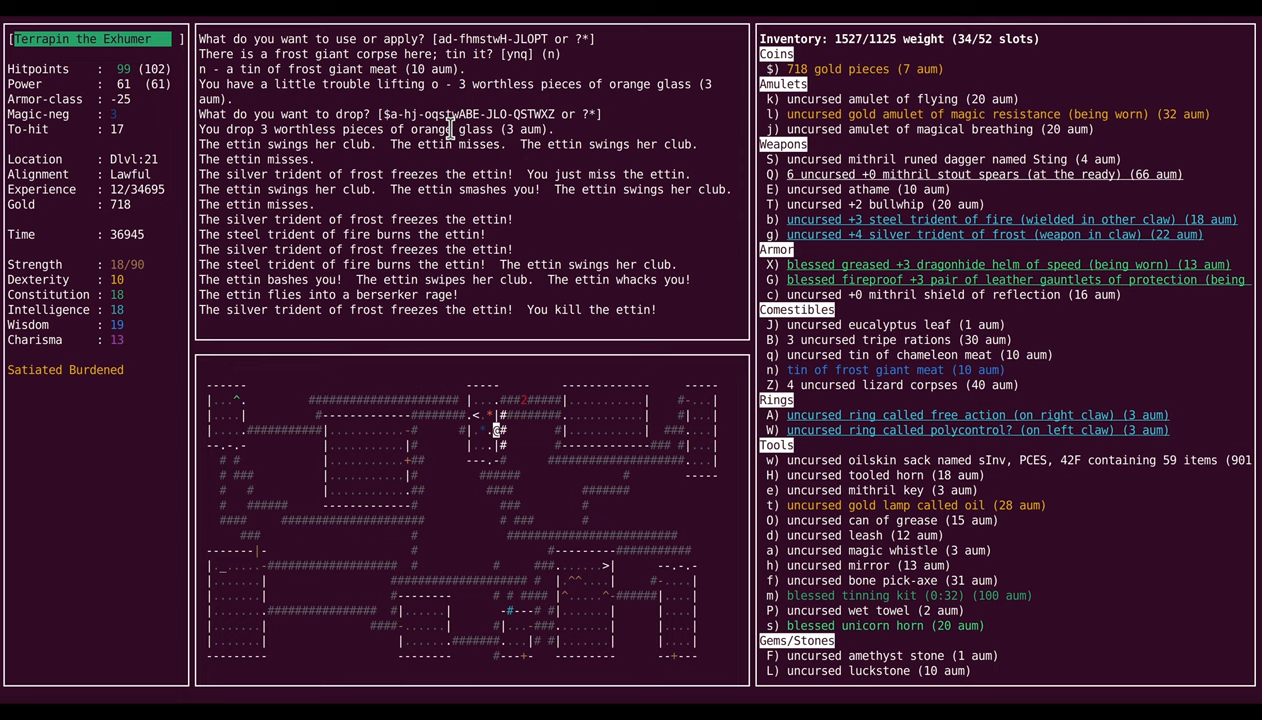 [Terrapin the Exhumer ]
Hitpoints : 99 (102)
Power : 61 (61)
Armor-class : -25
Magic-neg : 3
To-hit : 17
Location : Dlvl:21
Alignment : Lawful
Experience : 12/34695
Gold : 718
Time : 36945
Strength : 18/90
Dexterity : 10
Constitution : 18
Intelligence : 18
Wisdom : 19
Charisma : 13
Satiated Burdened
What do you want to use or apply? [ad-fhmstwH-JLOPT or ?*]
There is a frost giant corpse here; tin it? [ynq] (n)
n - a tin of frost giant meat (10 aum).
You have a little trouble lifting o - 3 worthless pieces of orange glass (3
aum).
What do you want to drop? [$a-hj-oqstwABE-JLO-QSTWXZ or ?*]
You drop 3 worthless pieces of orange glass (3 aum).
The ettin swings her club.  The ettin misses.  The ettin swings her club.
The ettin misses.
The silver trident of frost freezes the ettin!  You just miss the ettin.
The ettin swings her club.  The ettin smashes you!  The ettin swings her club.
The ettin misses.
The silver trident of frost freezes the ettin!
The steel trident of fire burns the ettin!
The silver trident of frost freezes the ettin!
The steel trident of fire burns the ettin!  The ettin swings her club.
The ettin bashes you!  The ettin swipes her club.  The ettin whacks you!
The ettin flies into a berserker rage!
The silver trident of frost freezes the ettin!  You kill the ettin!
Inventory: 1527/1125 weight (34/52 slots)
Coins
$) 718 gold pieces (7 aum)
Amulets
k) uncursed amulet of flying (20 aum)
l) uncursed gold amulet of magic resistance (being worn) (32 aum)
j) uncursed amulet of magical breathing (20 aum)
Weapons
S) uncursed mithril runed dagger named Sting (4 aum)
Q) 6 uncursed +0 mithril stout spears (at the ready) (66 aum)
E) uncursed athame (10 aum)
T) uncursed +2 bullwhip (20 aum)
b) uncursed +3 steel trident of fire (wielded in other claw) (18 aum)
g) uncursed +4 silver trident of frost (weapon in claw) (22 aum)
Armor
X) blessed greased +3 dragonhide helm of speed (being worn) (13 aum)
G) blessed fireproof +3 pair of leather gauntlets of protection (being
c) uncursed +0 mithril shield of reflection (16 aum)
Comestibles
J) uncursed eucalyptus leaf (1 aum)
B) 3 uncursed tripe rations (30 aum)
q) uncursed tin of chameleon meat (10 aum)
n) tin of frost giant meat (10 aum)
Z) 4 uncursed lizard corpses (40 aum)
Rings
A) uncursed ring called free action (on right claw) (3 aum)
W) uncursed ring called polycontrol? (on left claw) (3 aum)
Tools
w) uncursed oilskin sack named sInv, PCES, 42F containing 59 items (901
H) uncursed tooled horn (18 aum)
e) uncursed mithril key (3 aum)
t) uncursed gold lamp called oil (28 aum)
O) uncursed can of grease (15 aum)
d) uncursed leash (12 aum)
a) uncursed magic whistle (3 aum)
h) uncursed mirror (13 aum)
f) uncursed bone pick-axe (31 aum)
m) blessed tinning kit (0:32) (100 aum)
P) uncursed wet towel (2 aum)
s) blessed unicorn horn (20 aum)
Gems/Stones
F) uncursed amethyst stone (1 aum)
L) uncursed luckstone (10 aum)